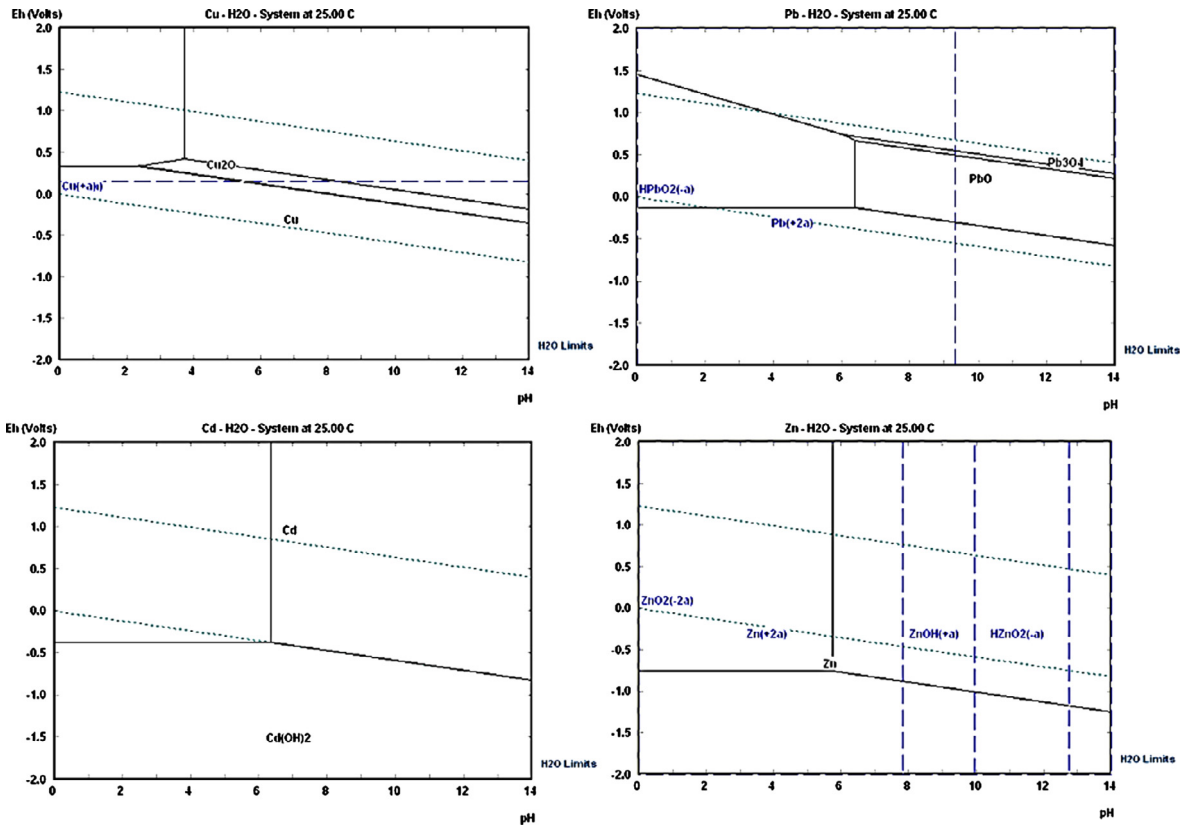 Eh (Volts) Cu - H2O - System at 25.00 C
2.0
1.5
1.0
0.5
0.0
-0.5
-1.0
-1.5
-2.0
Cu2O
Cu
H2O Limits
0 2 4 6 8 10 12 14
pH
Eh (Volts) Pb - H2O - System at 25.00 C
2.0
1.5
1.0
0.5
0.0
-0.5
-1.0
-1.5
-2.0
Pb3O4
PbO
HPbO2(-a)
Pb(+2a)
H2O Limits
0 2 4 6 8 10 12 14
pH
Eh (Volts) Cd - H2O - System at 25.00 C
2.0
1.5
1.0
0.5
0.0
-0.5
-1.0
-1.5
-2.0
Cd
Cd(OH)2
H2O Limits
0 2 4 6 8 10 12 14
pH
Eh (Volts) Zn - H2O - System at 25.00 C
2.0
1.5
1.0
0.5
0.0
-0.5
-1.0
-1.5
-2.0
ZnO2(-2a)
Zn(+2a) ZnOH(+a) HZnO2(-a)
Zn
H2O Limits
0 2 4 6 8 10 12 14
pH